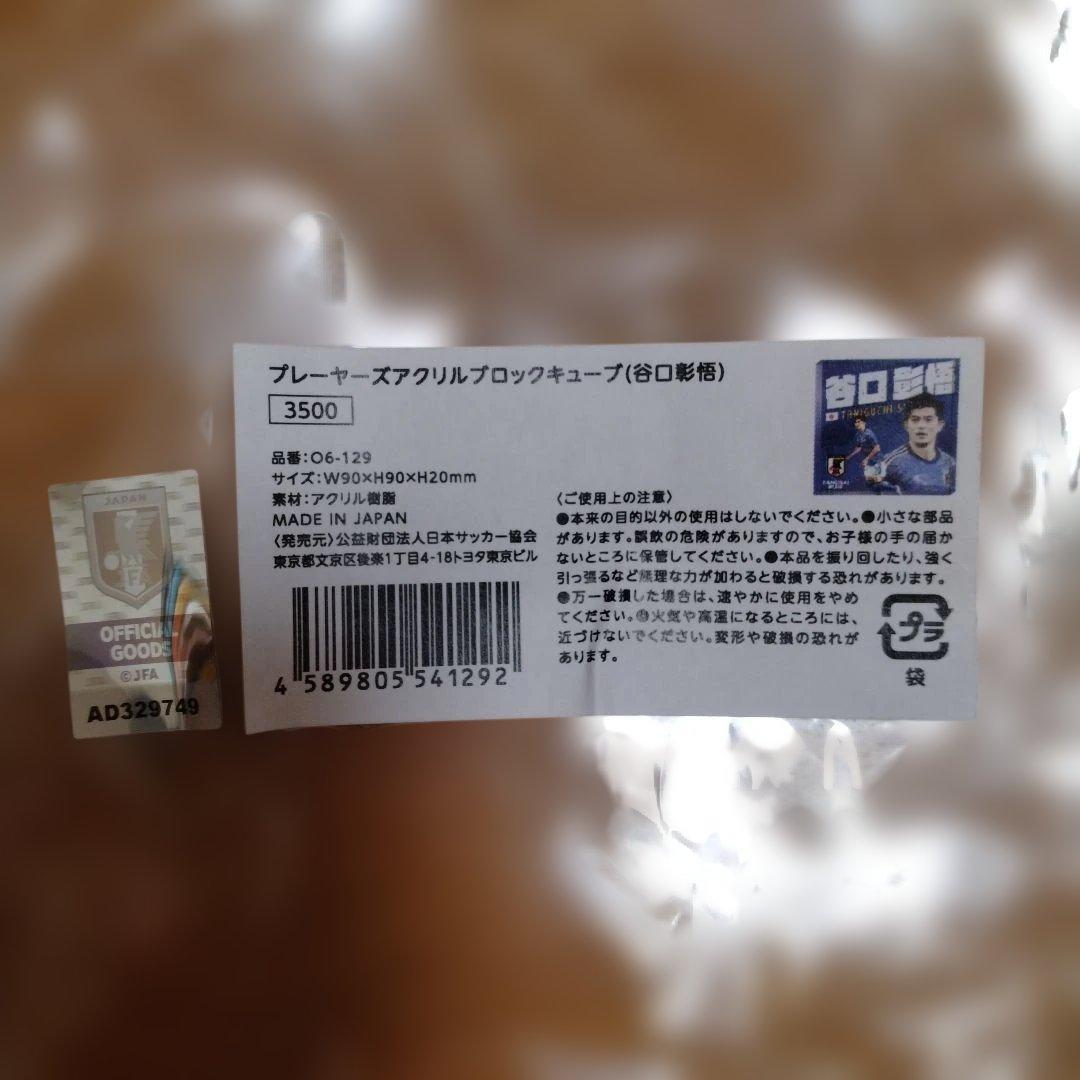 プレーヤーズアクリルブロックキューブ(谷口彰悟)
3500
品番:06-129
サイズ:W90×H90×H20mm
素材:アクリル樹脂
MADE IN JAPAN
〈発売元〉公益財団法人日本サッカー協会
東京都文京区後楽1丁目4-18トヨタ東京ビル
4 589805 541292
谷口彰悟
〈ご使用上の注意〉
●本来の目的以外の使用はしないでください。●小さな部品
があります。誤飲の危険がありますので、お子様の手の届か
ないところに保管してください。●本品を振り回したり、強く
引っ張るなど無理な力が加わると破損する恐れがあります。
●万一破損した場合は、速やかに使用をやめ
てください。●火気や高温になるところには、
近づけないでください。変形や破損の恐れが
あります。
プラ
袋
JAPAN
OFFICIAL
GOODS
©JFA
AD329749